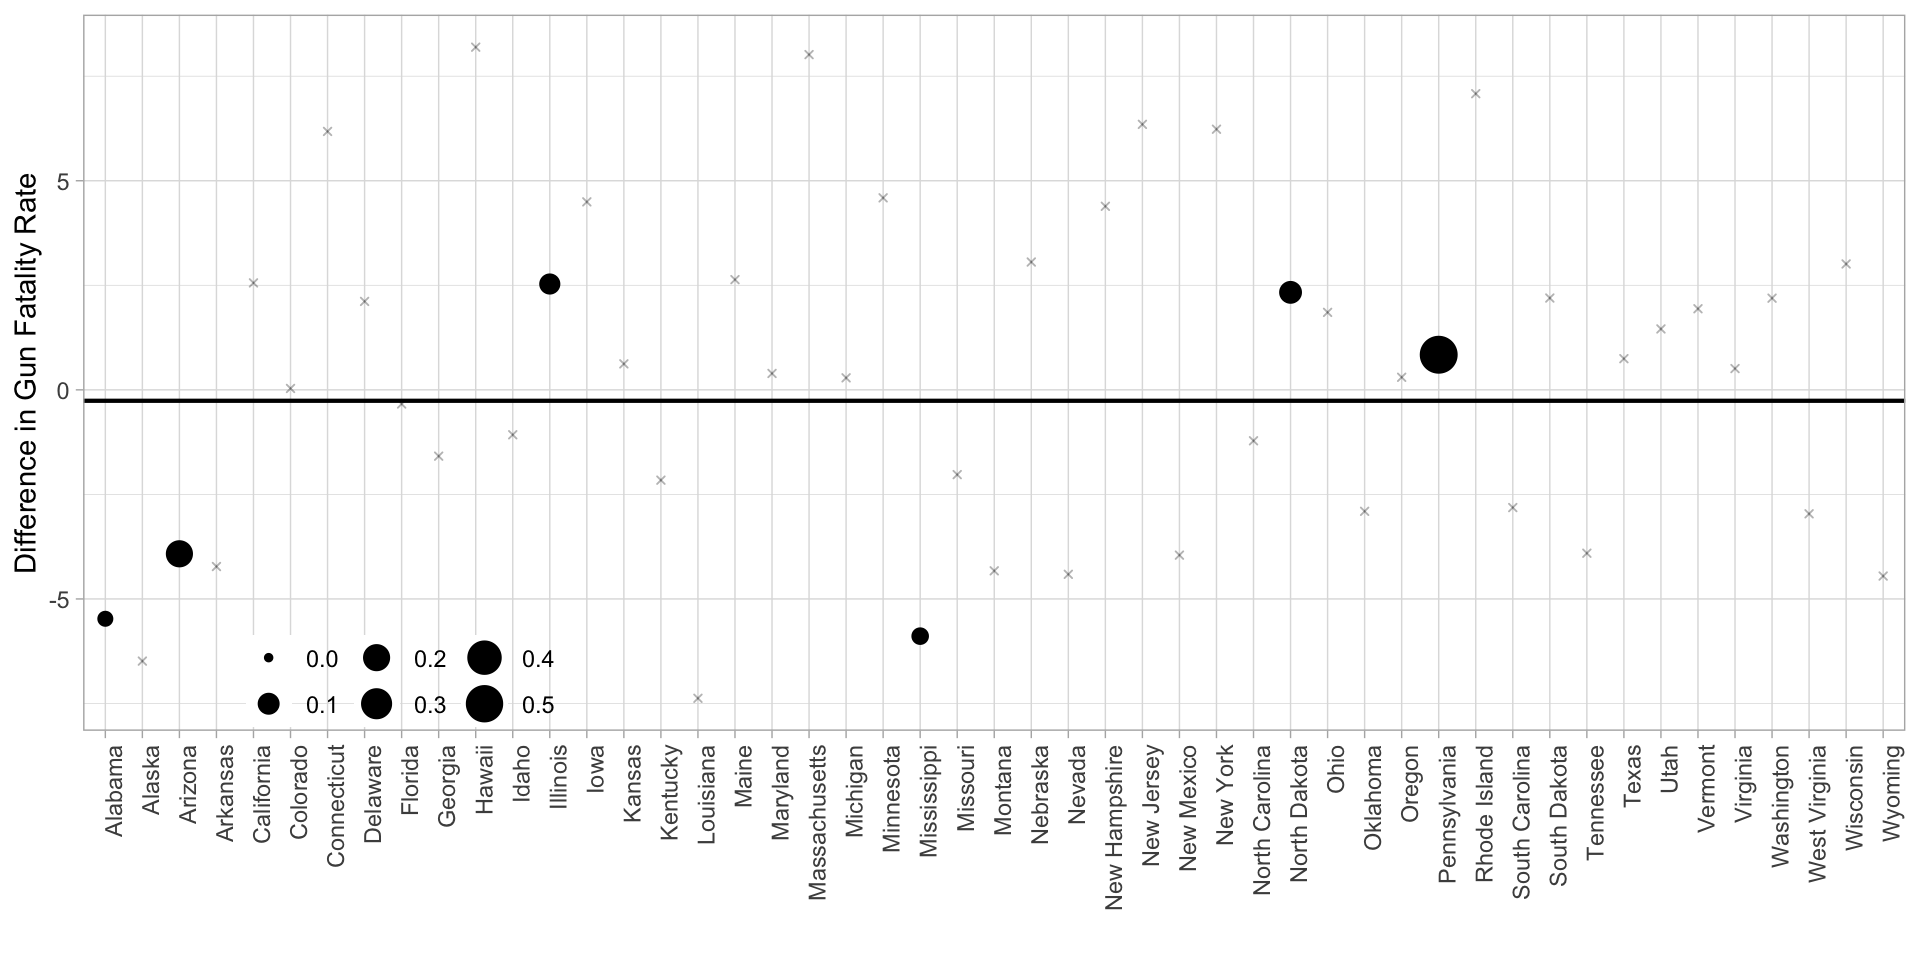 Difference in Gun Fatality Rate
5
0
-5
0.0 0.2 0.4
0.1 0.3 0.5
Alabama
Alaska
Arizona
Arkansas
California
Colorado
Connecticut
Delaware
Florida
Georgia
Hawaii
Idaho
Illinois
Iowa
Kansas
Kentucky
Louisiana
Maine
Maryland
Massachusetts
Michigan
Minnesota
Mississippi
Missouri
Montana
Nebraska
Nevada
New Hampshire
New Jersey
New Mexico
New York
North Carolina
North Dakota
Ohio
Oklahoma
Oregon
Pennsylvania
Rhode Island
South Carolina
South Dakota
Tennessee
Texas
Utah
Vermont
Virginia
Washington
West Virginia
Wisconsin
Wyoming